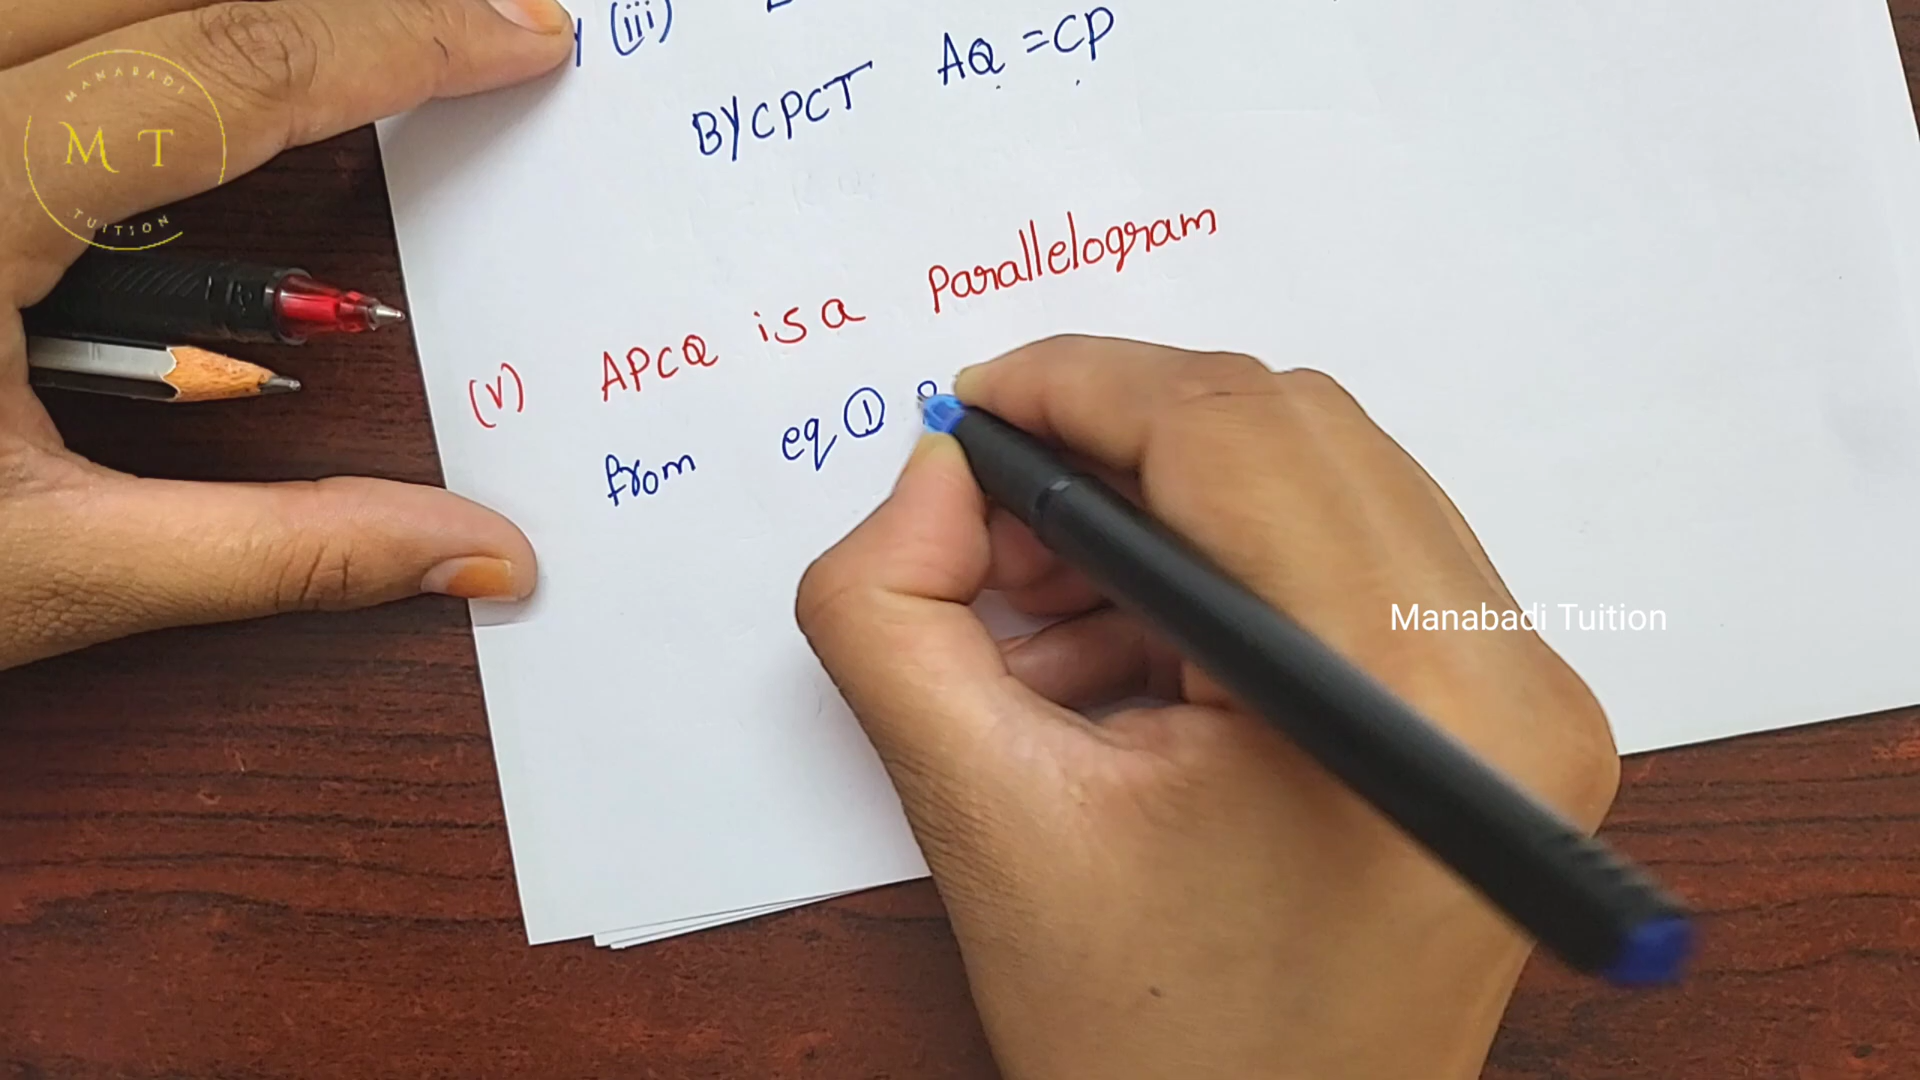 (iii)
BY CPCT AQ = CP
(V) APCQ is a parallelogram
from eq ①
MANABADI
M T
TUITION
Manabadi Tuition